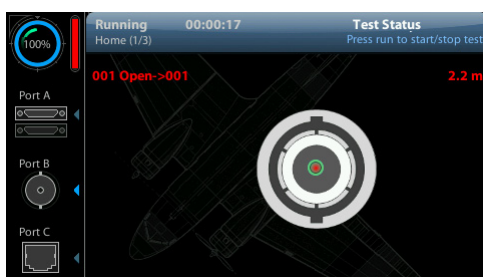 100%
Running 00:00:17 Test Status
Home (1/3) Press run to start/stop test
001 Open->001 2.2 m
Port A
Port B
Port C